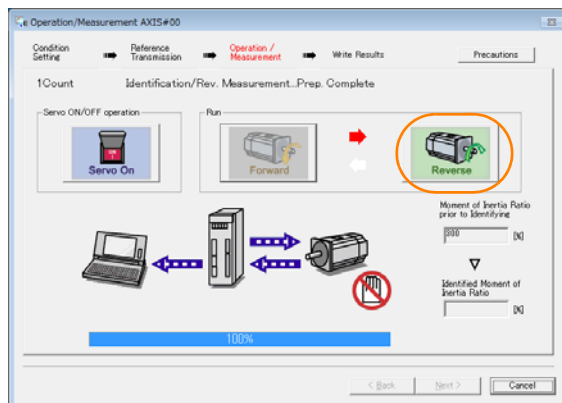 Operation/Measurement AXIS#00
Condition Setting
Reference Transmission
Operation / Measurement
Write Results
Precautions
1Count
Identification/Rev. Measurement...Prep. Complete
Servo ON/OFF operation
Servo On
Run
Forward
Reverse
Moment of Inertia Ratio
prior to Identifying
300 [%]
Identified Moment of
Inertia Ratio
[%]
100%
< Back
Next >
Cancel